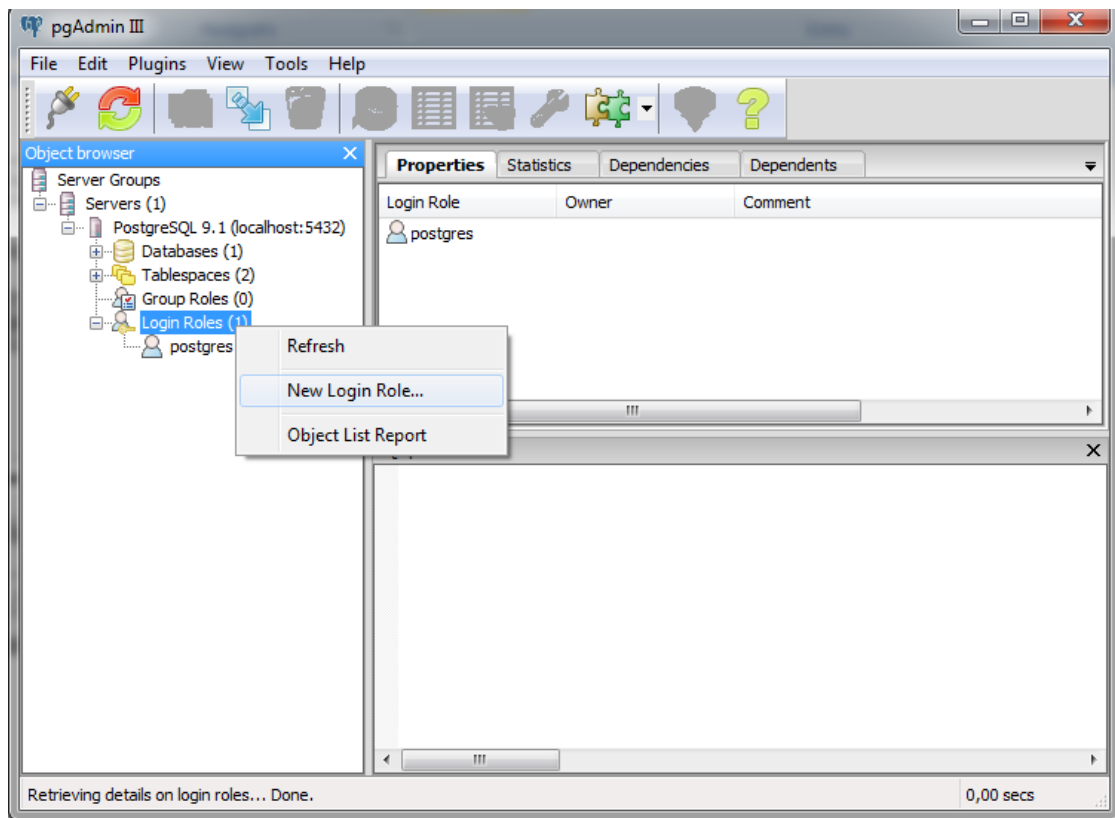 pgAdmin III
File Edit Plugins View Tools Help
Object browser
Server Groups
Servers (1)
PostgreSQL 9.1 (localhost:5432)
Databases (1)
Tablespaces (2)
Group Roles (0)
Login Roles (1)
postgres
Refresh
New Login Role...
Object List Report
Properties Statistics Dependencies Dependents
Login Role Owner Comment
postgres
Retrieving details on login roles... Done. 0,00 secs